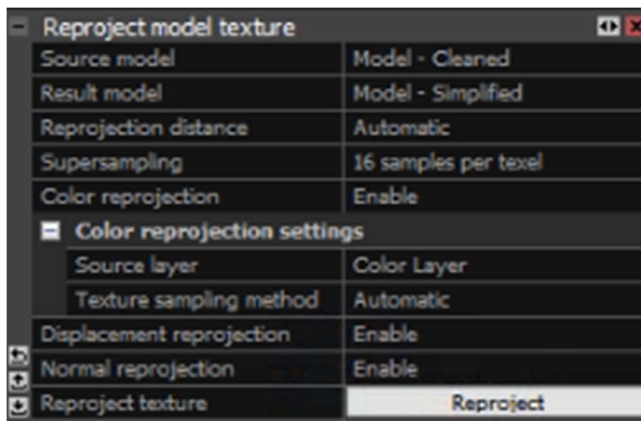 Reproject model texture
Source model Model - Cleaned
Result model Model - Simplified
Reprojection distance Automatic
Supersampling 16 samples per texel
Color reprojection Enable
Color reprojection settings
Source layer Color Layer
Texture sampling method Automatic
Displacement reprojection Enable
Normal reprojection Enable
Reproject texture Reproject